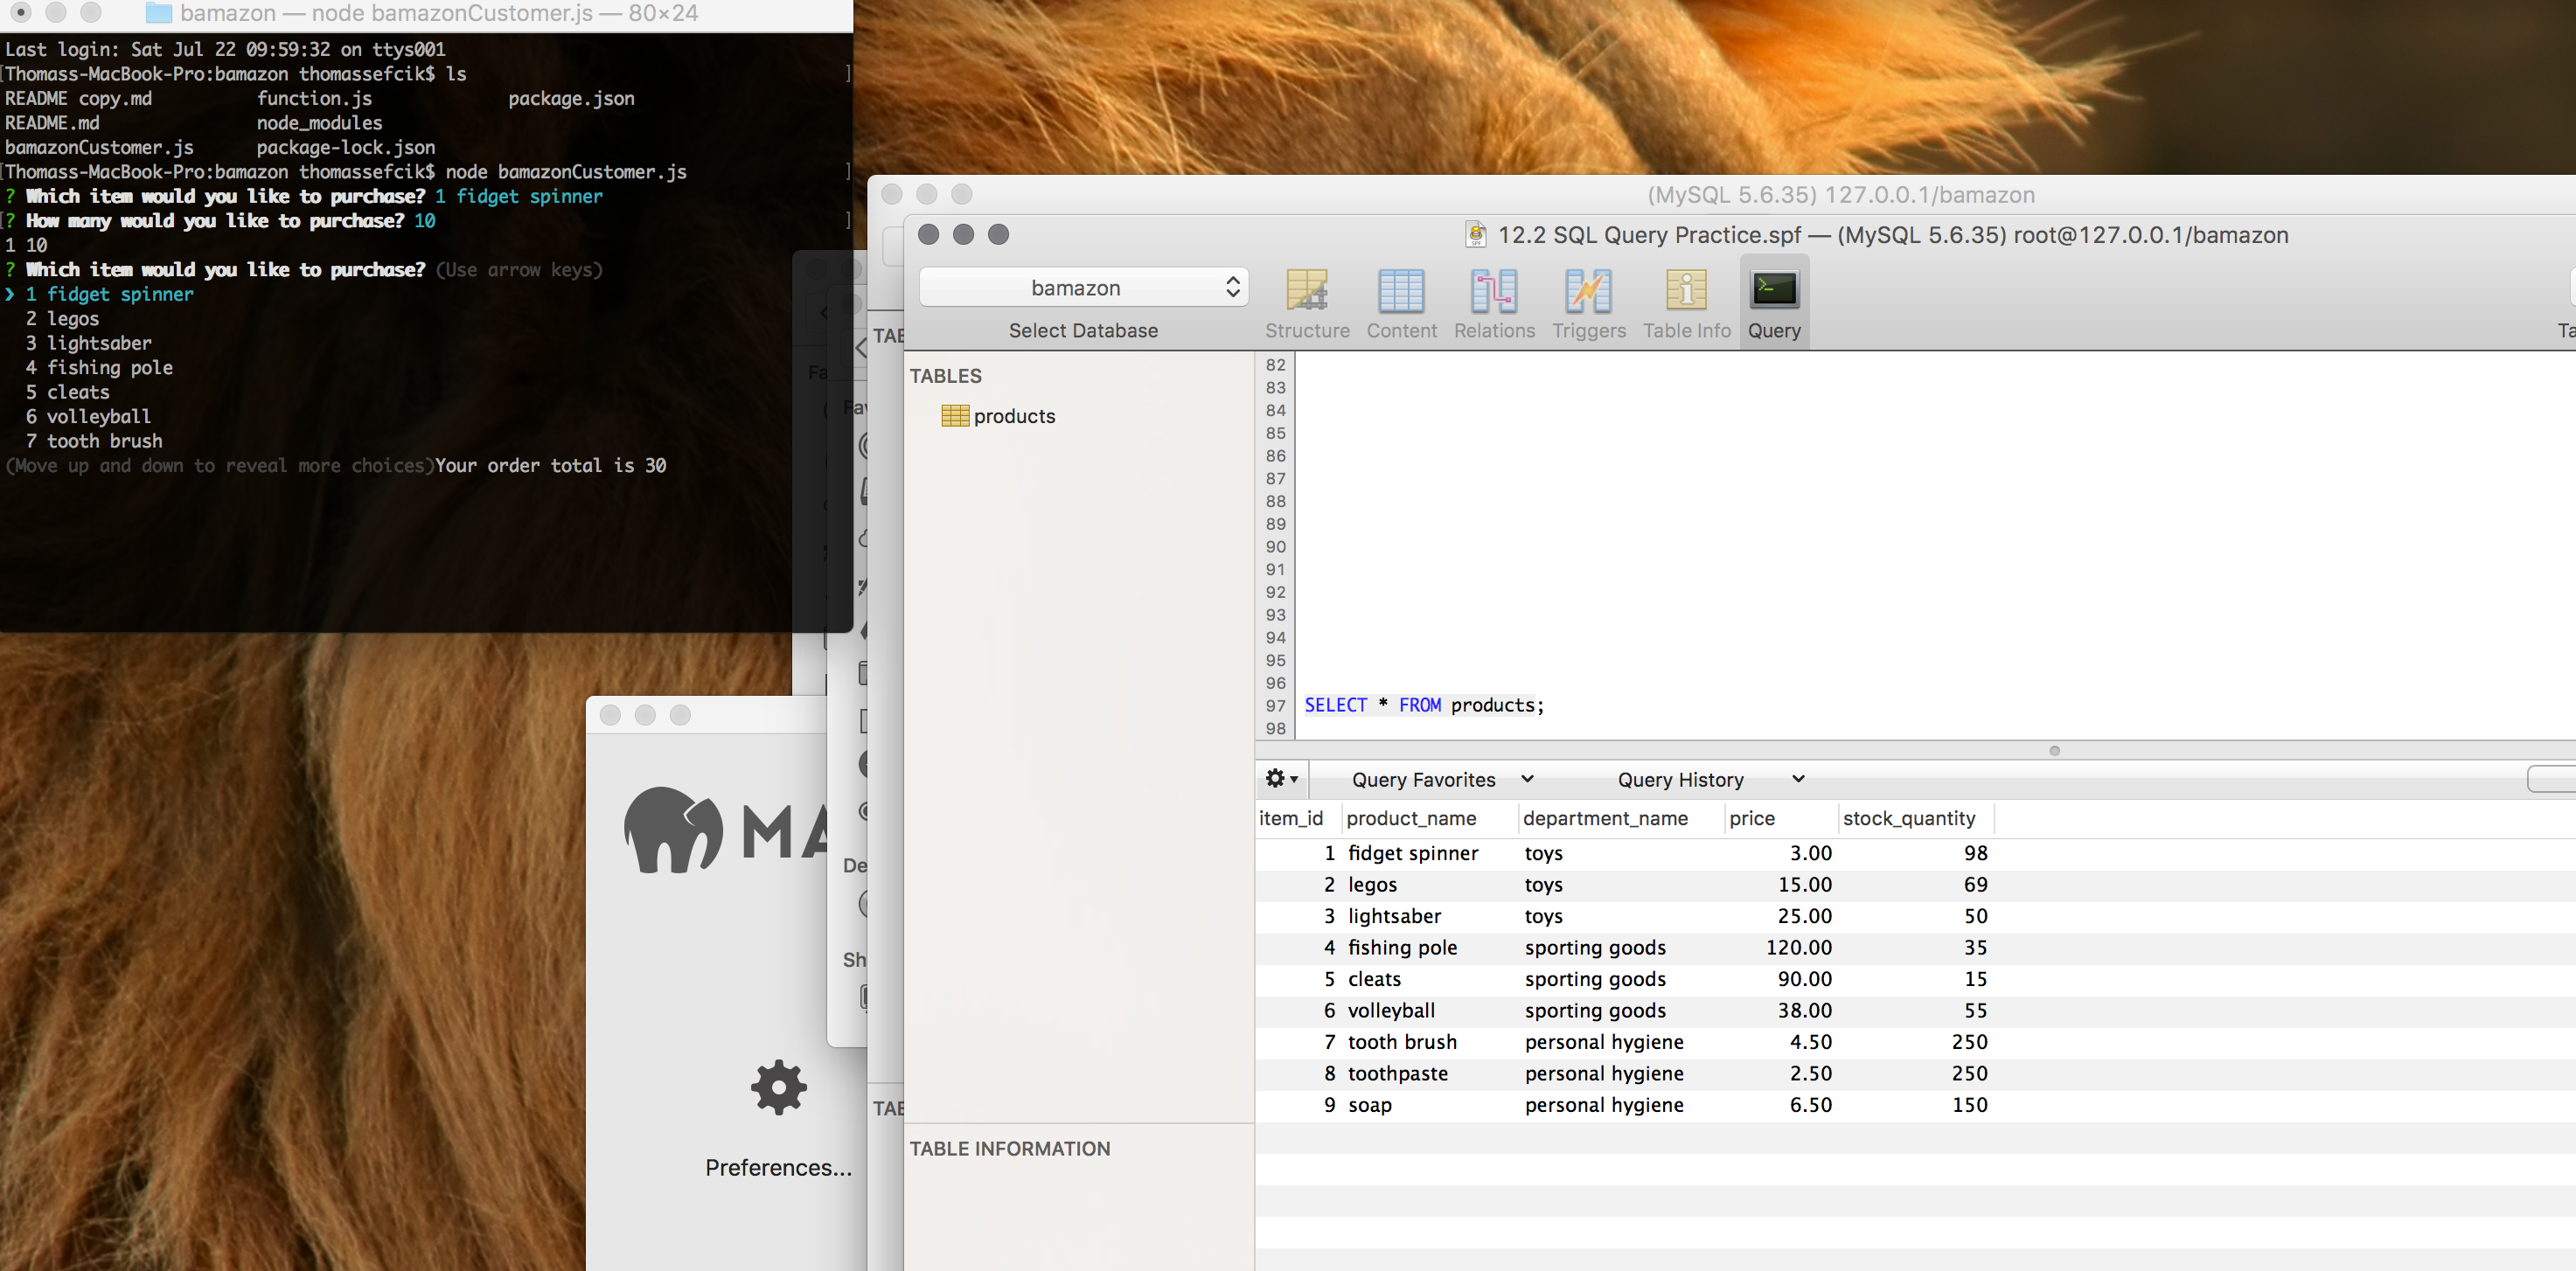 bamazon — node bamazonCustomer.js — 80×24
Last login: Sat Jul 22 09:59:32 on ttys001
[Thomass-MacBook-Pro:bamazon thomassefcik$ ls ]
README copy.md function.js package.json
README.md node_modules
bamazonCustomer.js package-lock.json
[Thomass-MacBook-Pro:bamazon thomassefcik$ node bamazonCustomer.js ]
? Which item would you like to purchase? 1 fidget spinner
[? How many would you like to purchase? 10 ]
1 10
? Which item would you like to purchase? (Use arrow keys)
❯ 1 fidget spinner
2 legos
3 lightsaber
4 fishing pole
5 cleats
6 volleyball
7 tooth brush
(Move up and down to reveal more choices)Your order total is 30
(MySQL 5.6.35) 127.0.0.1/bamazon
12.2 SQL Query Practice.spf — (MySQL 5.6.35) root@127.0.0.1/bamazon
bamazon
Select Database
Structure Content Relations Triggers Table Info Query
TABLES
products
82
83
84
85
86
87
88
89
90
91
92
93
94
95
96
97 SELECT * FROM products;
98
Query Favorites Query History
item_id product_name department_name price stock_quantity
1 fidget spinner toys 3.00 98
2 legos toys 15.00 69
3 lightsaber toys 25.00 50
4 fishing pole sporting goods 120.00 35
5 cleats sporting goods 90.00 15
6 volleyball sporting goods 38.00 55
7 tooth brush personal hygiene 4.50 250
8 toothpaste personal hygiene 2.50 250
9 soap personal hygiene 6.50 150
TABLE INFORMATION
MA
Preferences...
Fa
Fav
De
Sh
TAB
TAB
Ta